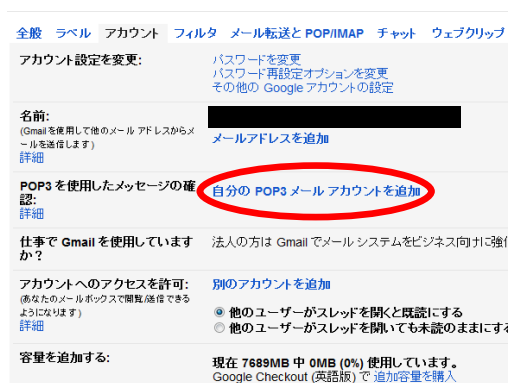 全般 ラベル アカウント フィルタ メール転送と POP/IMAP チャット ウェブクリップ
アカウント設定を変更:
パスワードを変更
パスワード再設定オプションを変更
その他の Google アカウントの設定
名前:
(Gmail を使用して他のメール アドレスからメ
ールを送信します)
詳細
メールアドレスを追加
POP3 を使用したメッセージの確
認:
詳細
自分の POP3 メール アカウントを追加
仕事で Gmail を使用しています
か?
法人の方は Gmail でメール システムをビジネス向けに強
アカウントへのアクセスを許可:
(あなたのメールボックスで閲覧/送信できる
ようになります)
詳細
別のアカウントを追加
他のユーザーがスレッドを開くと既読にする
他のユーザーがスレッドを開いても未読のままにす
容量を追加する:
現在 7689MB 中 0MB (0%) 使用しています。
Google Checkout (英語版) で 追加容量を購入